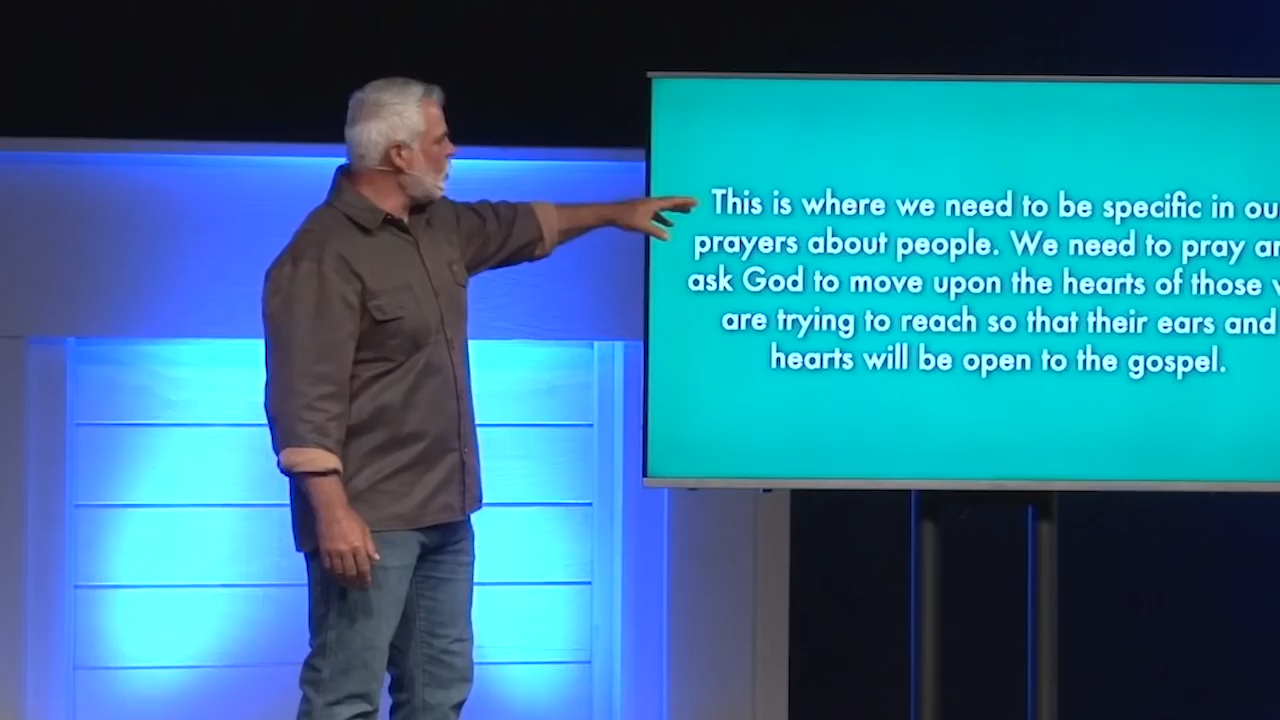 This is where we need to be specific in
prayers about people. We need to pray
ask God to move upon the hearts of those
are trying to reach so that their ears and
hearts will be open to the gospel.